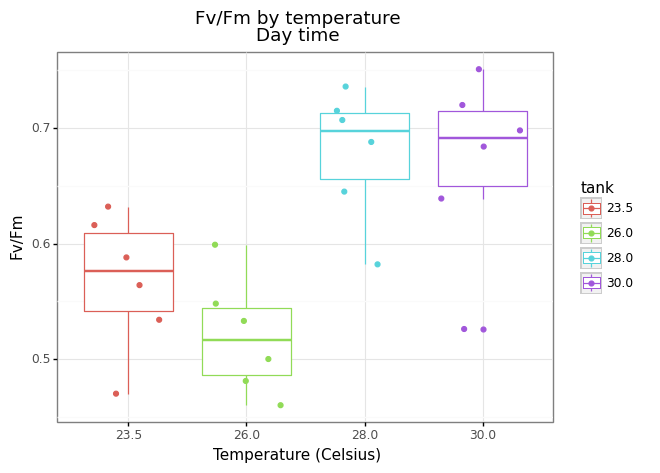 Fv/Fm by temperature
Day time
Fv/Fm
0.7
0.6
0.5
23.5
26.0
28.0
30.0
Temperature (Celsius)
tank
23.5
26.0
28.0
30.0